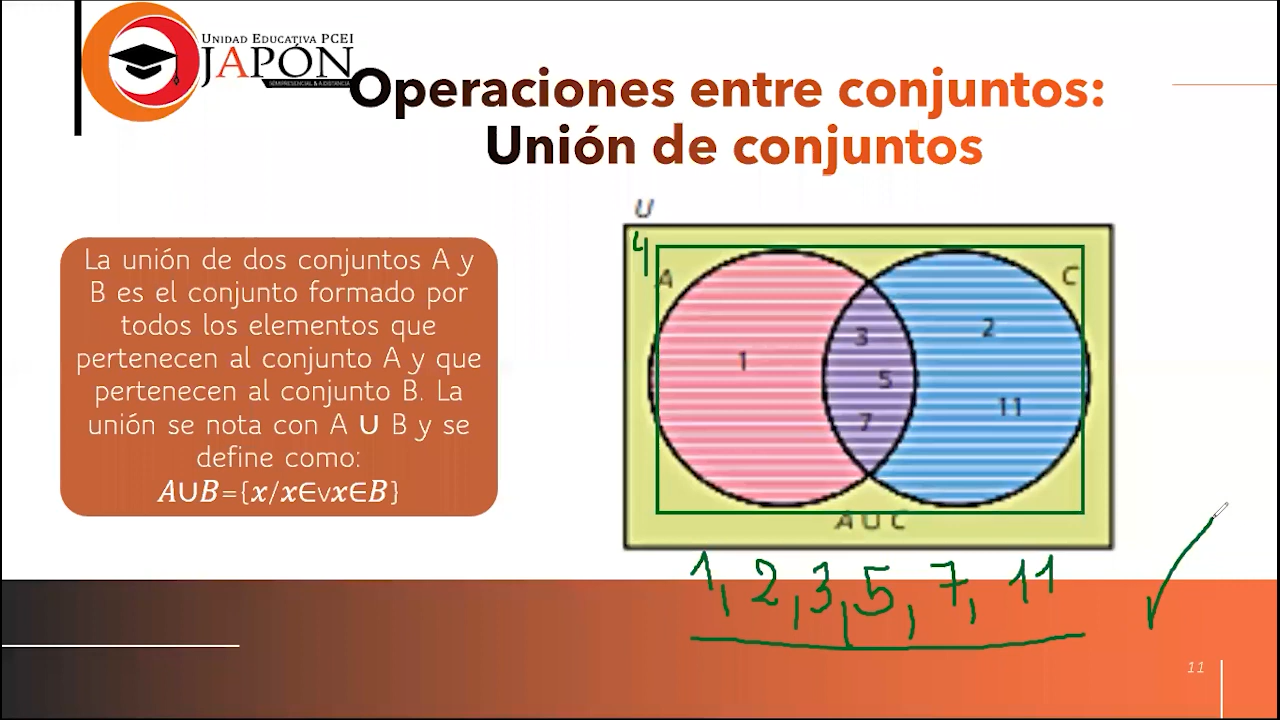 UNIDAD EDUCATIVA PCEI
JAPÓN
SEMIPRESENCIAL & A DISTANCIA
Operaciones entre conjuntos:
Unión de conjuntos
La unión de dos conjuntos A y
B es el conjunto formado por
todos los elementos que
pertenecen al conjunto A y que
pertenecen al conjunto B. La
unión se nota con A ∪ B y se
define como:
A∪B={x/x∈∨x∈B}
U
4
A
C
3
2
1
5
11
7
A U C
1, 2, 3, 5, 7, 11
11